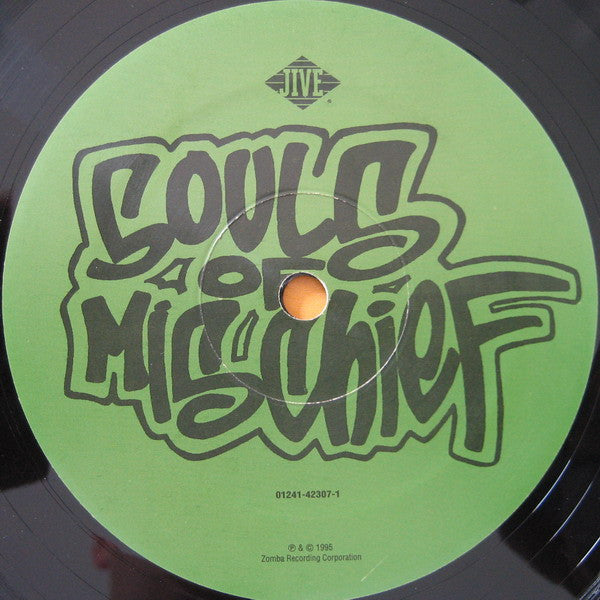 JIVE
®
SOULS
OF
MISChiEF
01241-42307-1
℗ & © 1995
Zomba Recording Corporation